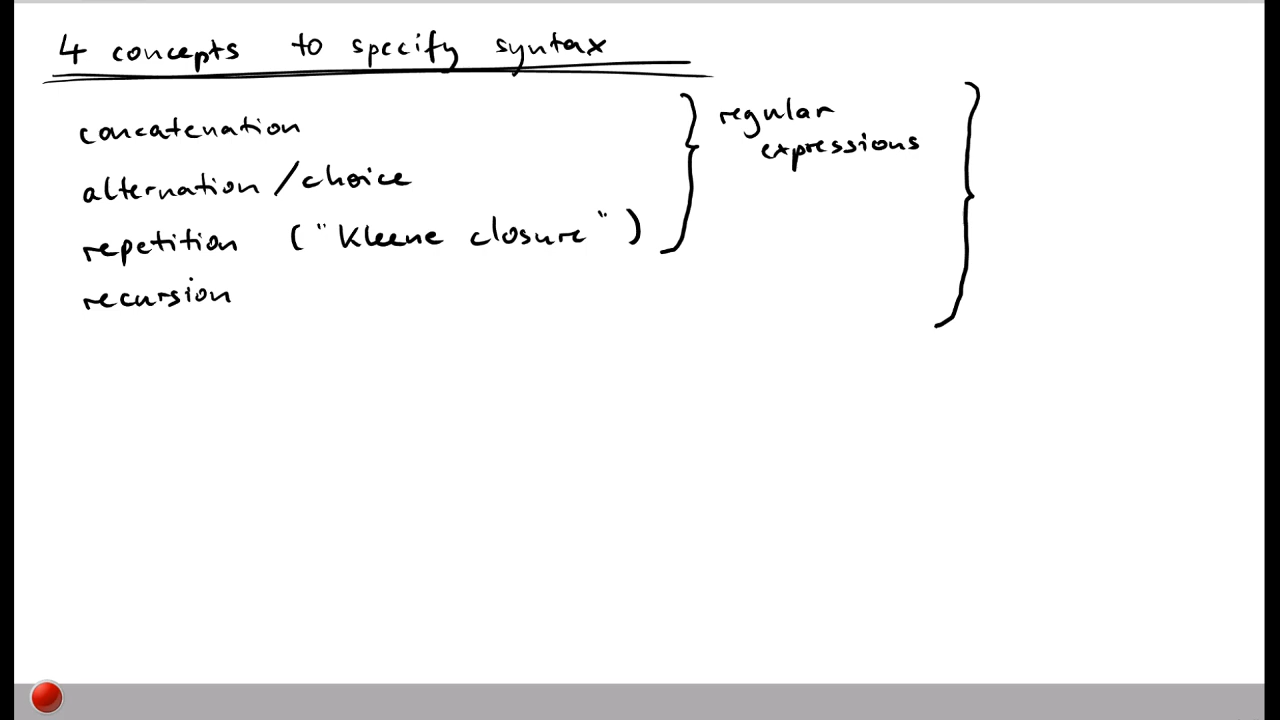 4 concepts to specify syntax
concatenation
alternation / choice
repetition ("Kleene closure")
recursion
regular
expressions